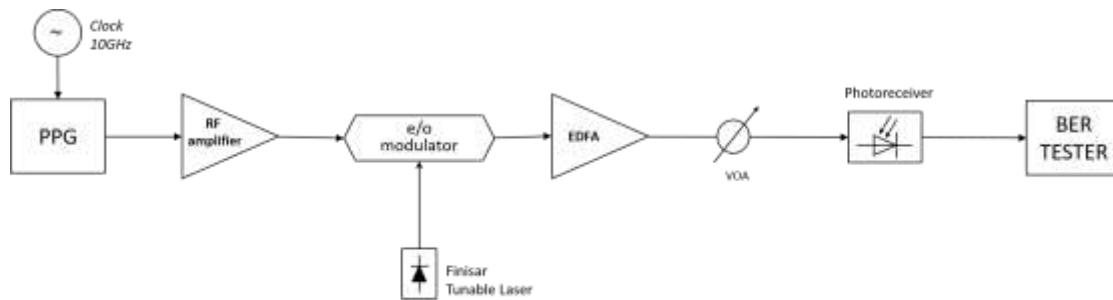 Clock
10GHz
PPG
RF
amplifier
e/o
modulator
EDFA
VOA
Photoreceiver
BER
TESTER
Finisar
Tunable Laser